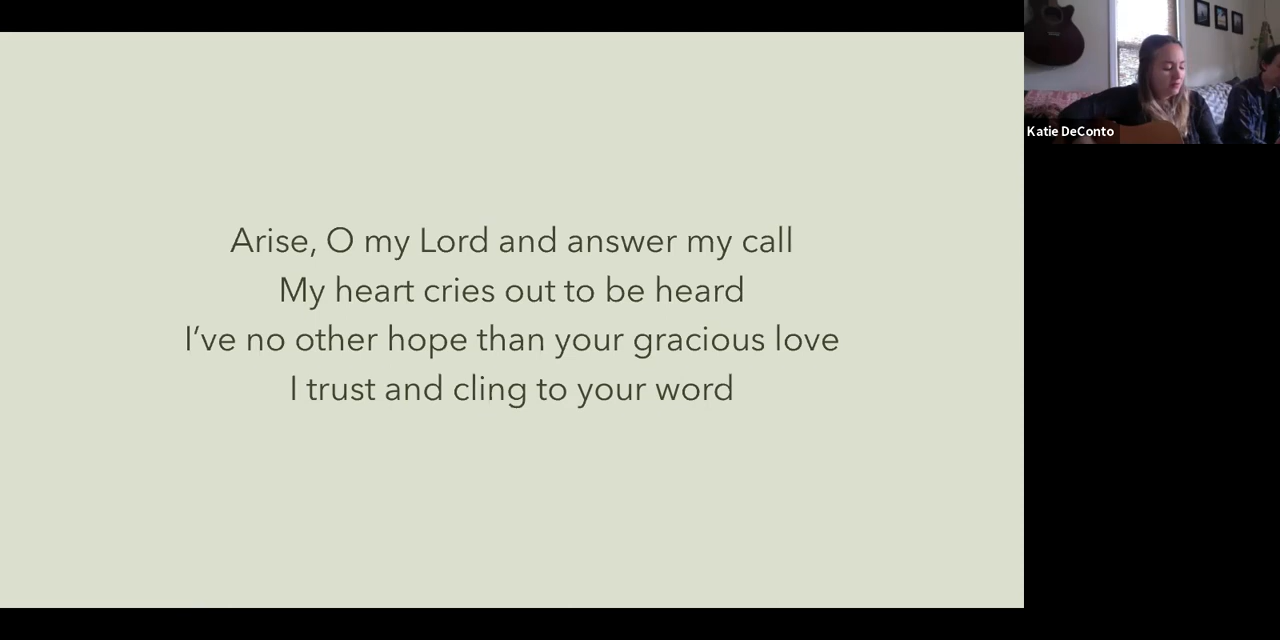 Arise, O my Lord and answer my call
My heart cries out to be heard
I’ve no other hope than your gracious love
I trust and cling to your word
Katie DeConto